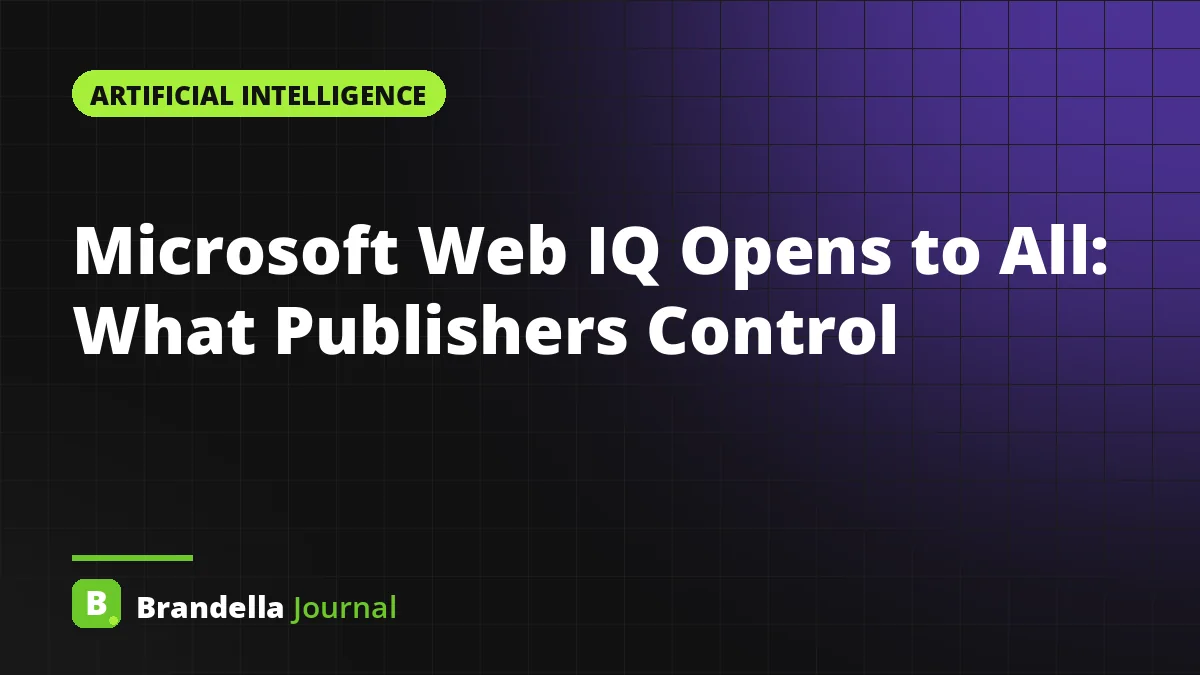 ARTIFICIAL INTELLIGENCE
Microsoft Web IQ Opens to All:
What Publishers Control
B
Brandella Journal